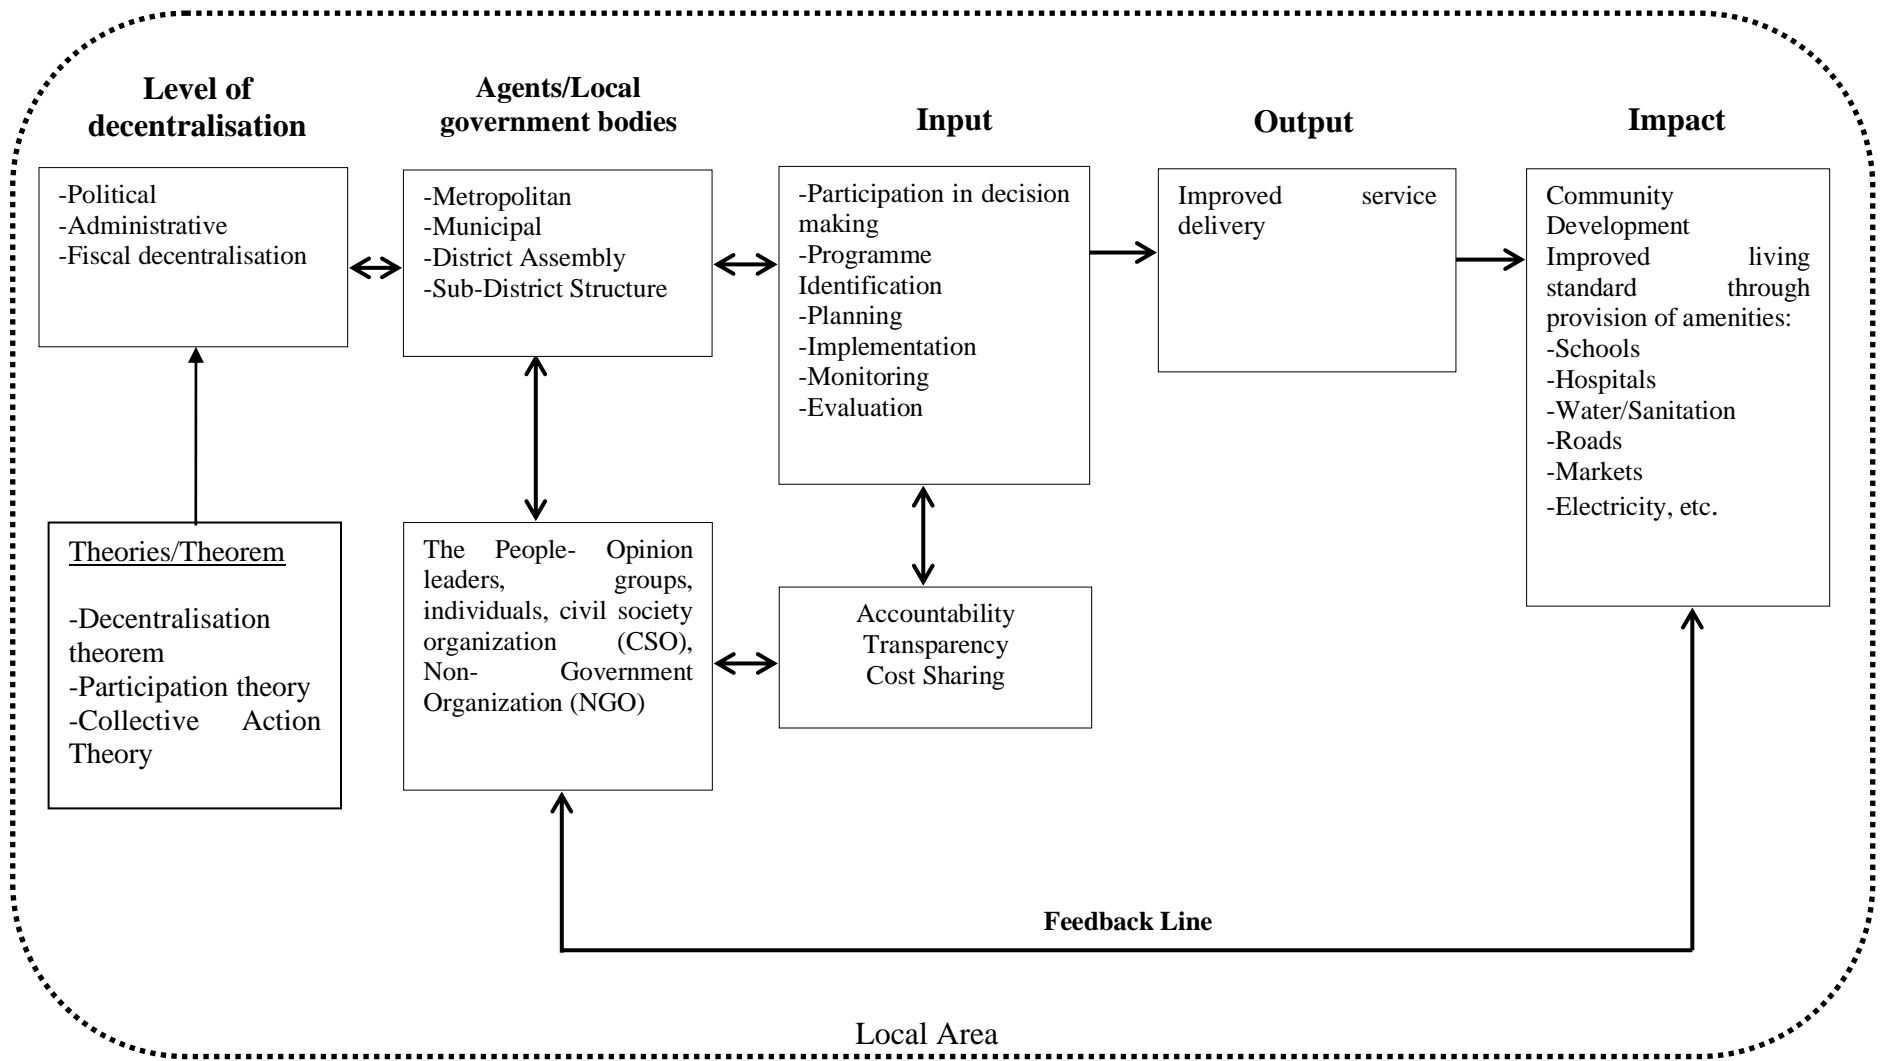 Level of
decentralisation
-Political
-Administrative
-Fiscal decentralisation
Theories/Theorem
-Decentralisation
theorem
-Participation theory
-Collective Action
Theory
Agents/Local
government bodies
-Metropolitan
-Municipal
-District Assembly
-Sub-District Structure
The People- Opinion
leaders, groups,
individuals, civil society
organization (CSO),
Non- Government
Organization (NGO)
Input
-Participation in decision
making
-Programme
Identification
-Planning
-Implementation
-Monitoring
-Evaluation
Accountability
Transparency
Cost Sharing
Output
Improved service
delivery
Impact
Community
Development
Improved living
standard through
provision of amenities:
-Schools
-Hospitals
-Water/Sanitation
-Roads
-Markets
-Electricity, etc.
Feedback Line
Local Area